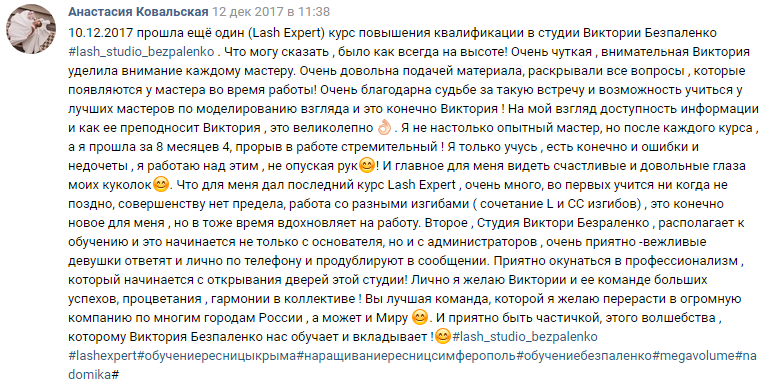 Анастасия Ковальская 12 дек 2017 в 11:38
10.12.2017 прошла ещё один (Lash Expert) курс повышения квалификации в студии Виктории Безпаленко
#lash_studio_bezpalenko . Что могу сказать , было как всегда на высоте! Очень чуткая , внимательная Виктория
уделила внимание каждому мастеру. Очень довольна подачей материала, раскрывали все вопросы , которые
появляются у мастера во время работы! Очень благодарна судьбе за такую встречу и возможность учиться у
лучших мастеров по моделированию взгляда и это конечно Виктория ! На мой взгляд доступность информации
и как ее преподносит Виктория , это великолепно 👌🏻 . Я не настолько опытный мастер, но после каждого курса ,
а я прошла за 8 месяцев 4, прорыв в работе стремительный ! Я только учусь , есть конечно и ошибки и
недочеты , я работаю над этим , не опуская рук😊! И главное для меня видеть счастливые и довольные глаза
моих куколок😊. Что для меня дал последний курс Lash Expert , очень много, во первых учится ни когда не
поздно, совершенству нет предела, работа со разными изгибами ( сочетание L и CC изгибов) , это конечно
новое для меня , но в тоже время вдохновляет на работу. Второе , Студия Виктори Безраленко , располагает к
обучению и это начинается не только с основателя, но и с администраторов , очень приятно -вежливые
девушки ответят и лично по телефону и продублируют в сообщении. Приятно окунаться в профессионализм ,
который начинается с открывания дверей этой студии! Лично я желаю Виктории и ее команде больших
успехов, процветания , гармонии в коллективе ! Вы лучшая команда, которой я желаю перерасти в огромную
компанию по многим городам России , а может и Миру 😊. И приятно быть частичкой, этого волшебства ,
которому Виктория Безпаленко нас обучает и вкладывает !😊#lash_studio_bezpalenko
#lashexpert#обучениересницыкрыма#наращиваниересницсимферополь#обучениебезпаленко#megavolume#na
domika#